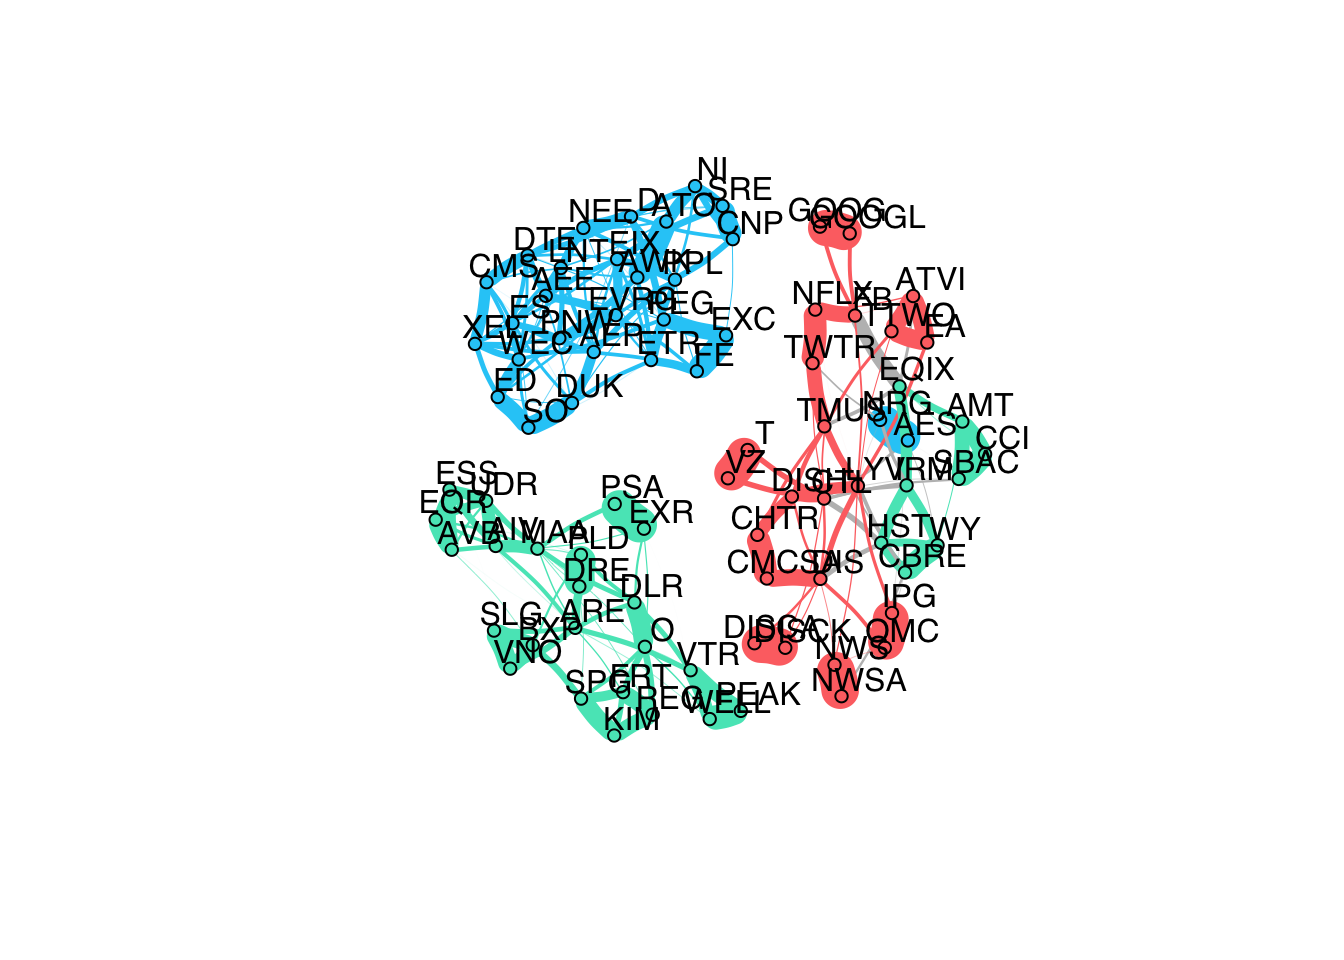 NI
SRE
D
ATO
CNP
NEE
DTE
EIX
LNT
AWK
PPL
CMS
AEE
EVRG
PEG
ES
PNW
EXC
XEL
WEC
AEP
ETR
FE
ED
DUK
SO
GOOG
GOOGL
ATVI
NFLX
FB
TTWO
EA
TWTR
EQIX
TMUS
NRG
AMT
AES
CCI
T
VZ
SBAC
DISH
CTL
LYV
IRM
CHTR
HST
WY
CMCSA
DIS
CBRE
IPG
OMC
DISCA
DISCK
NWS
NWSA
ESS
UDR
EQR
AVB
AIV
MAA
PSA
EXR
PLD
DRE
DLR
SLG
ARE
BXP
O
VNO
VTR
SPG
FRT
REG
WELL
PEAK
KIM